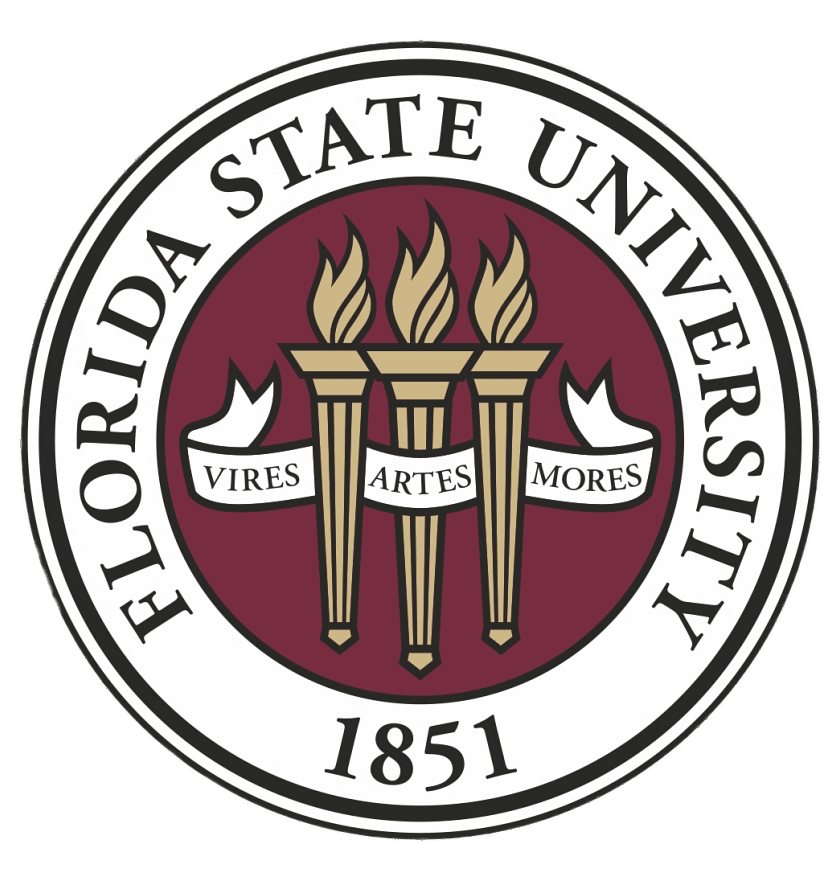 FLORIDA STATE UNIVERSITY
VIRES ARTES MORES
1851